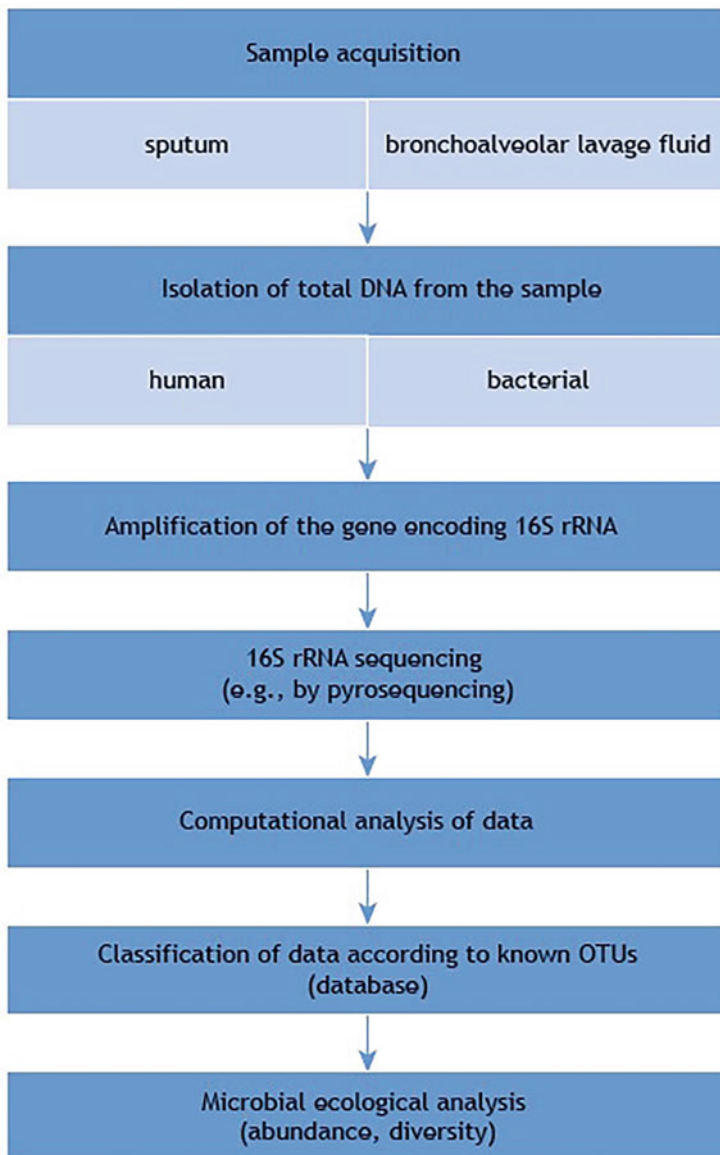 Sample acquisition
sputum
bronchoalveolar lavage fluid
Isolation of total DNA from the sample
human
bacterial
Amplification of the gene encoding 16S rRNA
16S rRNA sequencing
(e.g., by pyrosequencing)
Computational analysis of data
Classification of data according to known OTUs
(database)
Microbial ecological analysis
(abundance, diversity)